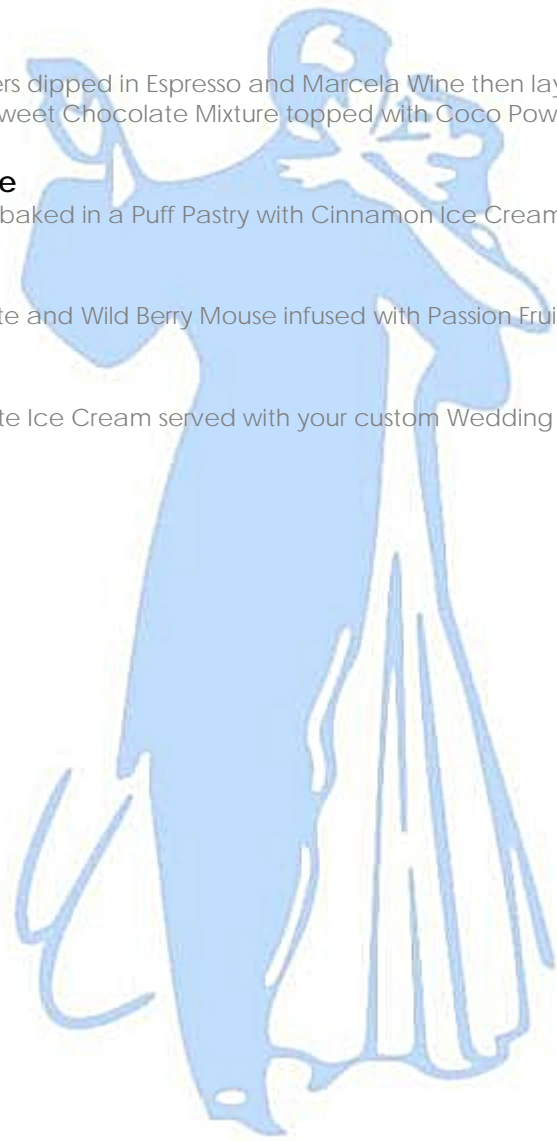 ers dipped in Espresso and Marcela Wine then lay
weet Chocolate Mixture topped with Coco Pow
e
baked in a Puff Pastry with Cinnamon Ice Cream
te and Wild Berry Mouse infused with Passion Frui
te Ice Cream served with your custom Wedding